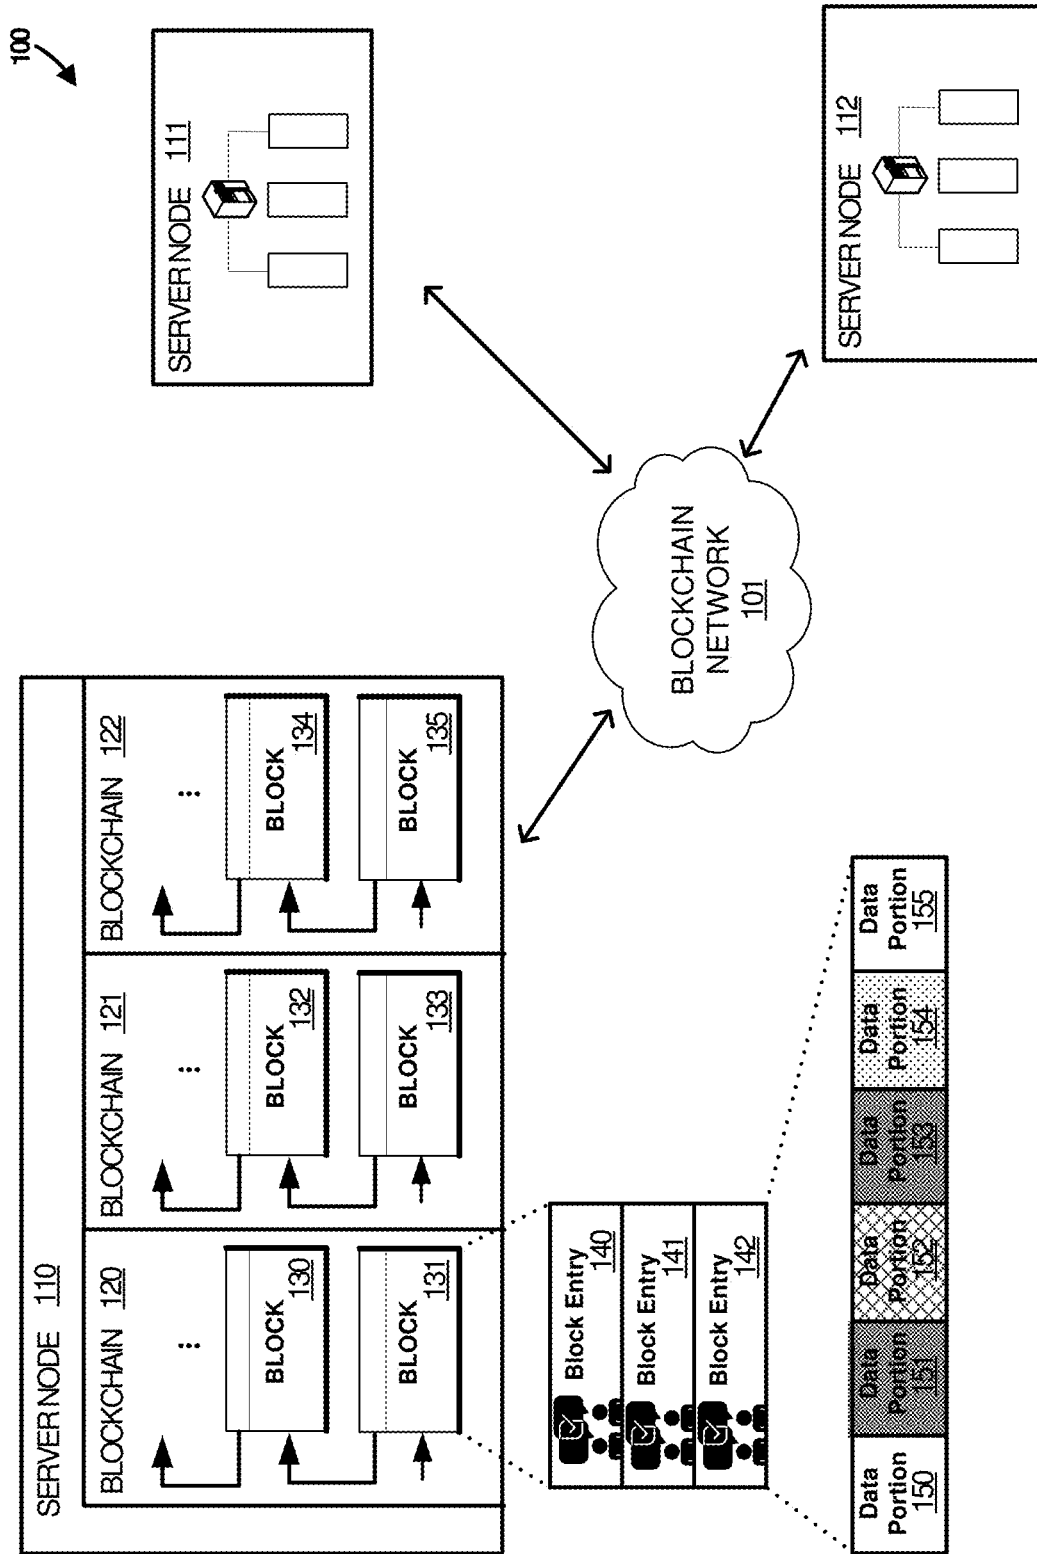 100
SERVER NODE 110
BLOCKCHAIN 120
...
BLOCK
130
BLOCK
131
BLOCKCHAIN 121
...
BLOCK
132
BLOCK
133
BLOCKCHAIN 122
...
BLOCK
134
BLOCK
135
SERVER NODE 111
Block Entry
140
Block Entry
141
Block Entry
142
BLOCKCHAIN
NETWORK
101
Data
Portion
150
Data
Portion
151
Data
Portion
152
Data
Portion
153
Data
Portion
154
Data
Portion
155
SERVER NODE 112